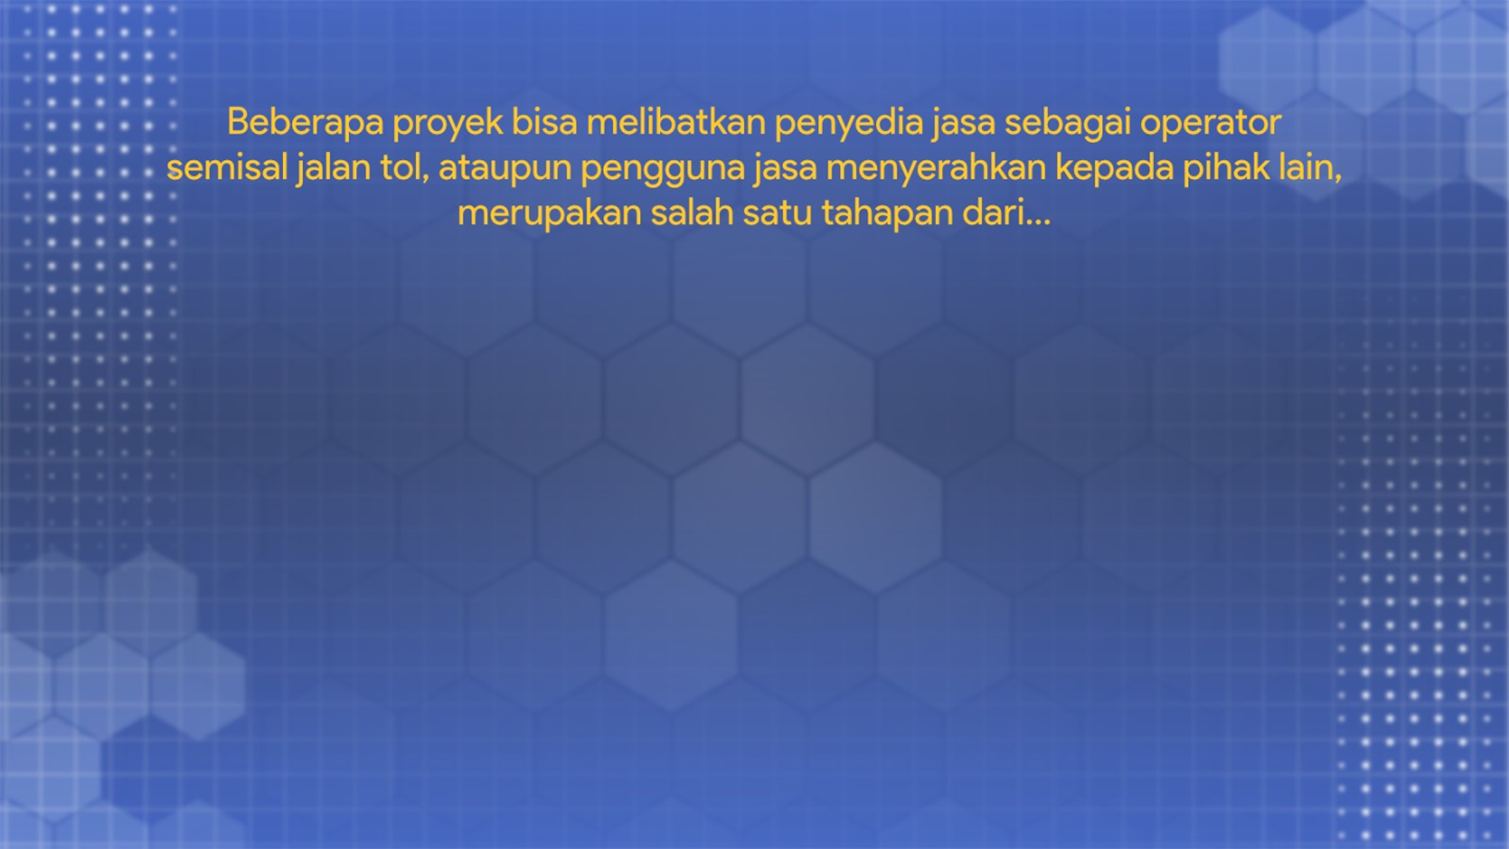 Beberapa proyek bisa melibatkan penyedia jasa sebagai operator
semisal jalan tol, ataupun pengguna jasa menyerahkan kepada pihak lain,
merupakan salah satu tahapan dari...